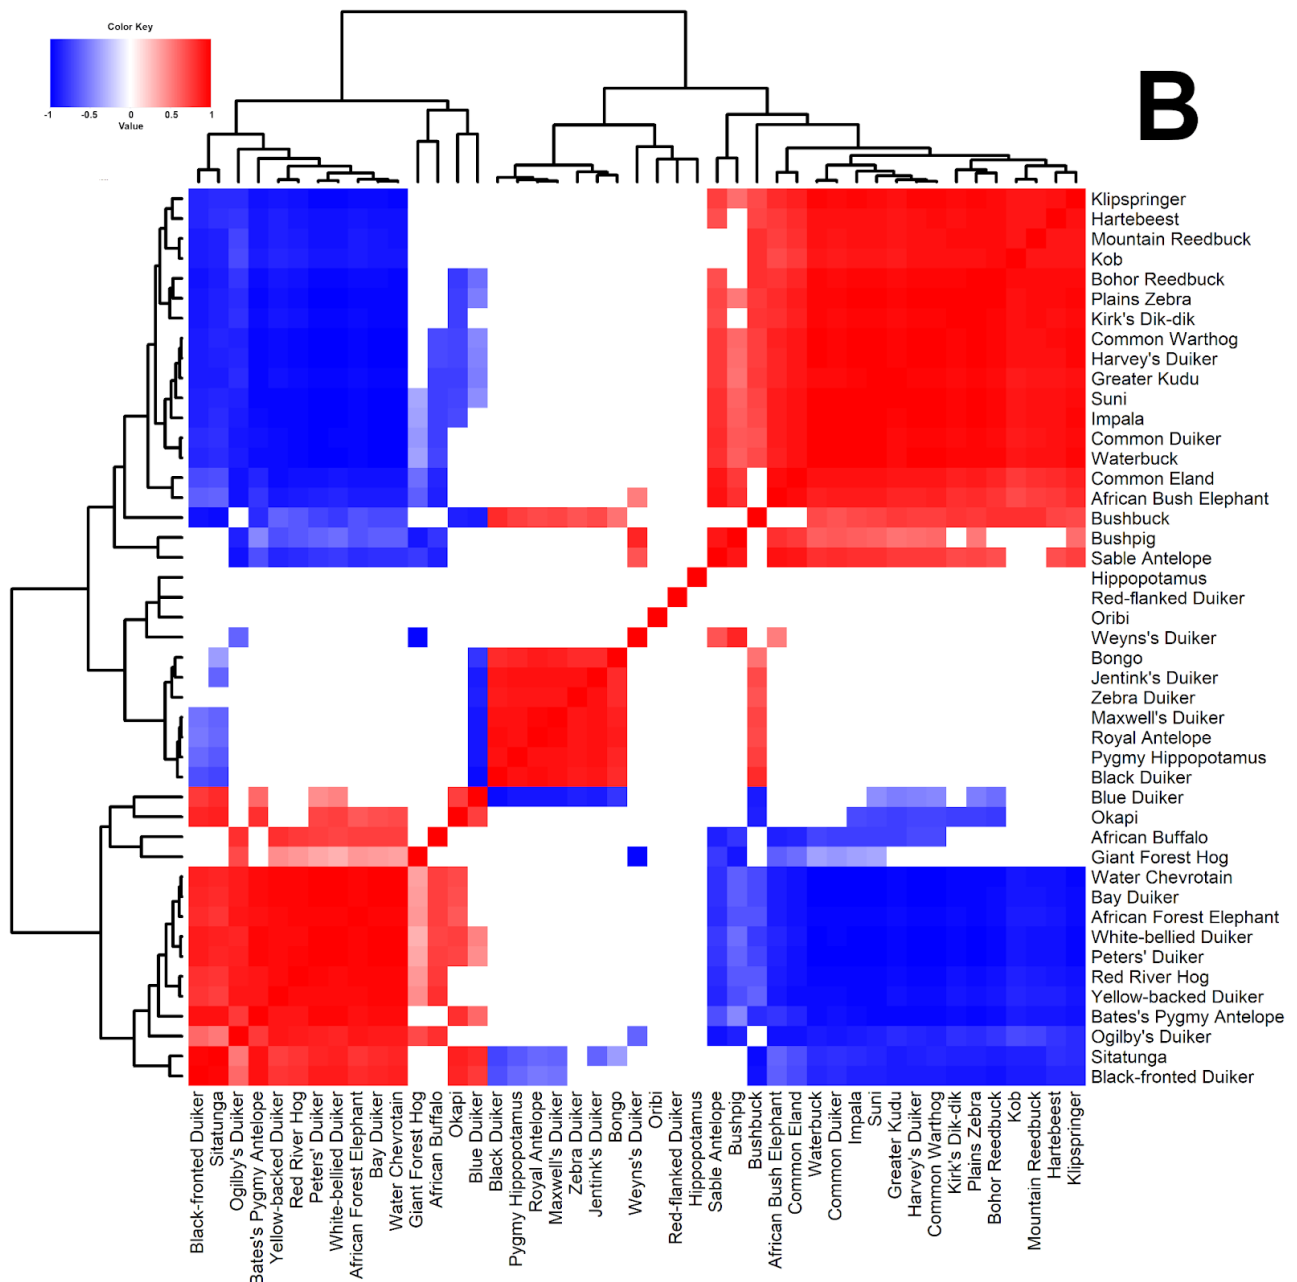 Color Key
-1 -0.5 0 0.5 1
Value
B
Klipspringer
Hartebeest
Mountain Reedbuck
Kob
Bohor Reedbuck
Plains Zebra
Kirk's Dik-dik
Common Warthog
Harvey's Duiker
Greater Kudu
Suni
Impala
Common Duiker
Waterbuck
Common Eland
African Bush Elephant
Bushbuck
Bushpig
Sable Antelope
Hippopotamus
Red-flanked Duiker
Oribi
Weyns's Duiker
Bongo
Jentink's Duiker
Zebra Duiker
Maxwell's Duiker
Royal Antelope
Pygmy Hippopotamus
Black Duiker
Blue Duiker
Okapi
African Buffalo
Giant Forest Hog
Water Chevrotain
Bay Duiker
African Forest Elephant
White-bellied Duiker
Peters' Duiker
Red River Hog
Yellow-backed Duiker
Bates's Pygmy Antelope
Ogilby's Duiker
Sitatunga
Black-fronted Duiker
Black-fronted Duiker
Sitatunga
Ogilby's Duiker
Bates's Pygmy Antelope
Yellow-backed Duiker
Red River Hog
Peters' Duiker
White-bellied Duiker
African Forest Elephant
Bay Duiker
Water Chevrotain
Giant Forest Hog
African Buffalo
Okapi
Blue Duiker
Black Duiker
Pygmy Hippopotamus
Royal Antelope
Maxwell's Duiker
Zebra Duiker
Jentink's Duiker
Bongo
Weyns's Duiker
Oribi
Red-flanked Duiker
Hippopotamus
Sable Antelope
Bushpig
Bushbuck
African Bush Elephant
Common Eland
Waterbuck
Common Duiker
Impala
Suni
Greater Kudu
Harvey's Duiker
Common Warthog
Kirk's Dik-dik
Plains Zebra
Bohor Reedbuck
Kob
Mountain Reedbuck
Hartebeest
Klipspringer